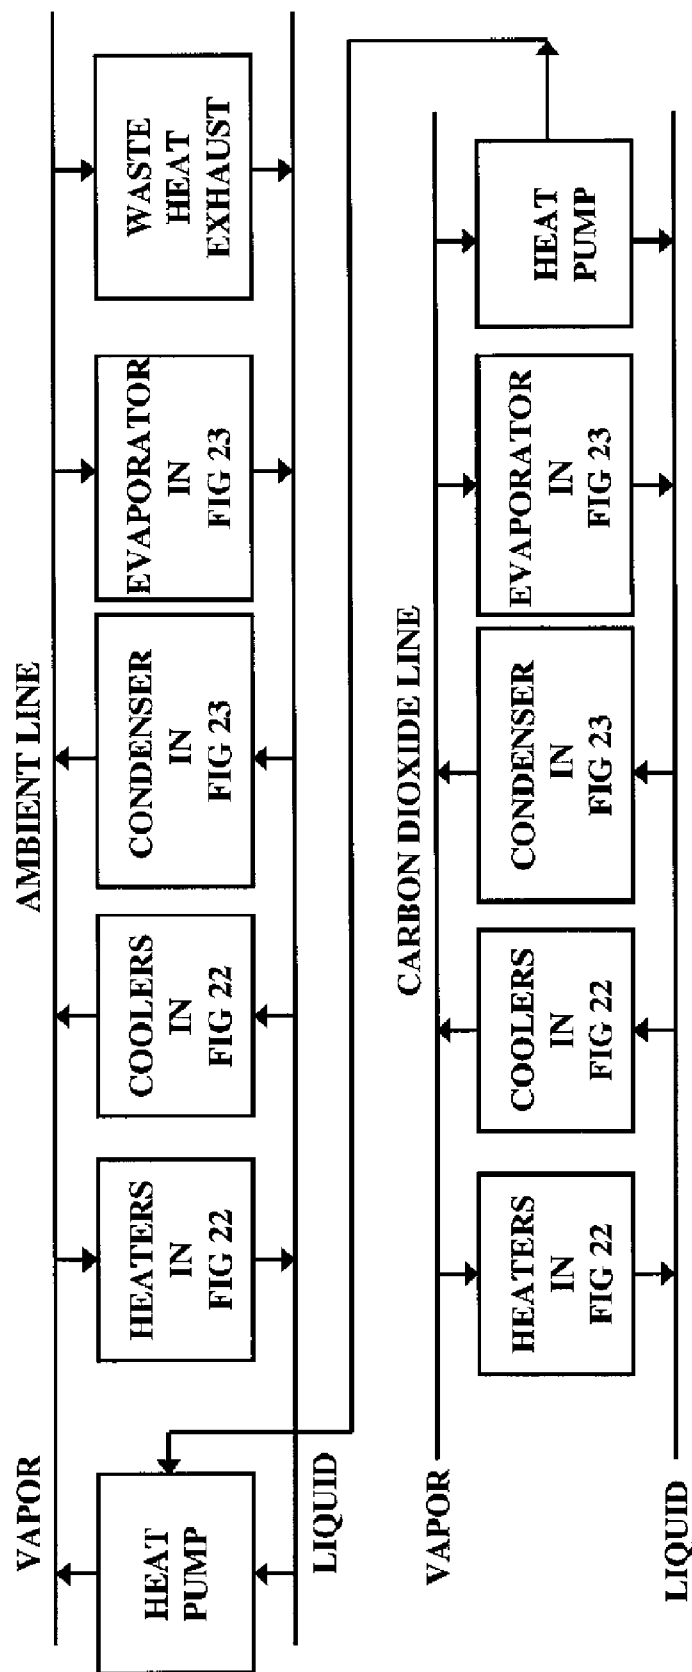 AMBIENT LINE
VAPOR
HEAT
PUMP
HEATERS
IN
FIG 22
COOLERS
IN
FIG 22
CONDENSER
IN
FIG 23
EVAPORATOR
IN
FIG 23
WASTE
HEAT
EXHAUST
LIQUID
CARBON DIOXIDE LINE
VAPOR
HEATERS
IN
FIG 22
COOLERS
IN
FIG 22
CONDENSER
IN
FIG 23
EVAPORATOR
IN
FIG 23
HEAT
PUMP
LIQUID